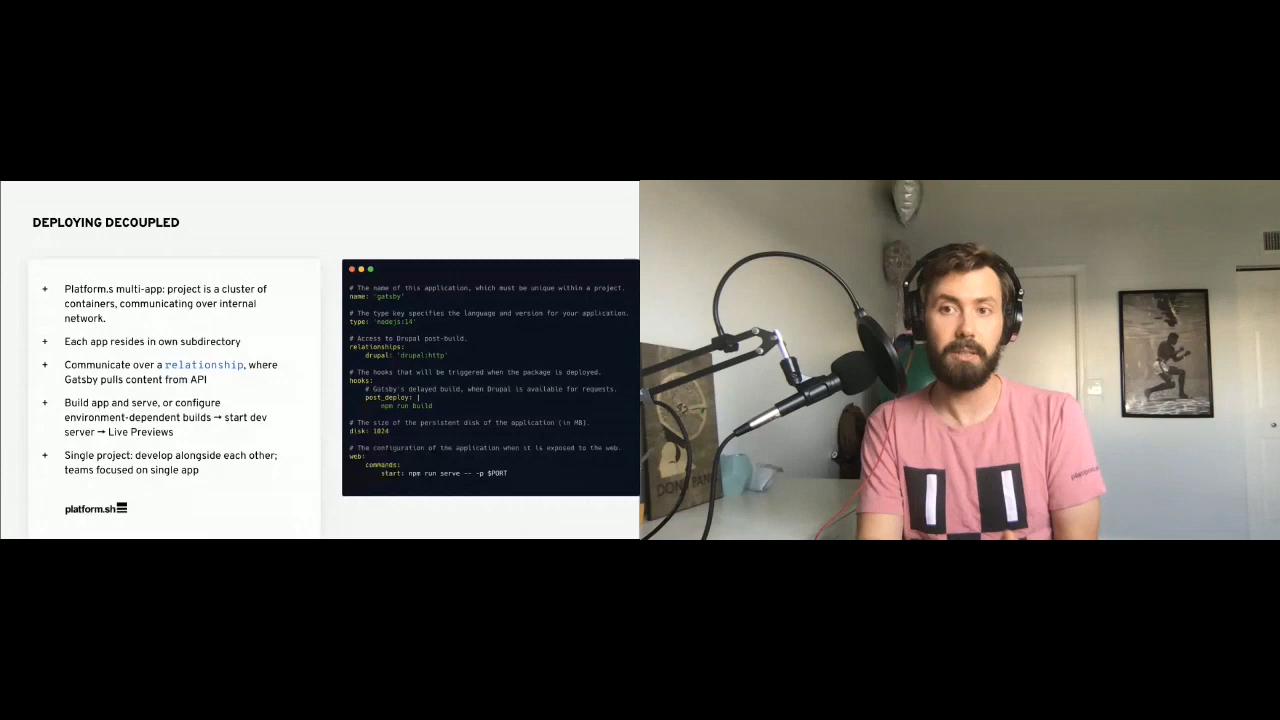 DEPLOYING DECOUPLED
+ Platform.s multi-app: project is a cluster of
containers, communicating over internal
network.
+ Each app resides in own subdirectory
+ Communicate over a relationship, where
Gatsby pulls content from API
+ Build app and serve, or configure
environment-dependent builds → start dev
server → Live Previews
+ Single project: develop alongside each other;
teams focused on single app
platform.sh
# The name of this application, which must be unique within a project.
name: 'gatsby'
# The type key specifies the language and version for your application.
type: 'nodejs:14'
# Access to Drupal post-build.
relationships:
drupal: 'drupal:http'
# The hooks that will be triggered when the package is deployed.
hooks:
# Gatsby's delayed build, when Drupal is available for requests.
post_deploy: |
npm run build
# The size of the persistent disk of the application (in MB).
disk: 1024
# The configuration of the application when it is exposed to the web.
web:
commands:
start: npm run serve -- -p $PORT